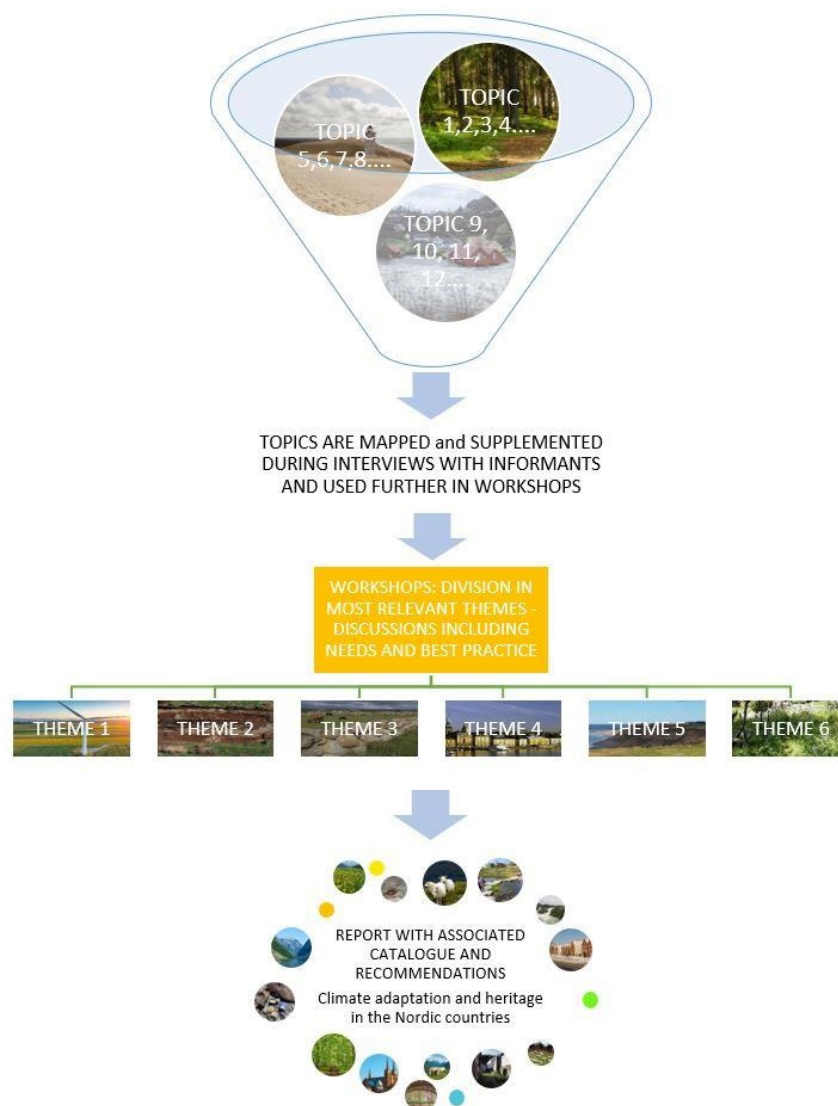 TOPIC
1,2,3,4....
TOPIC
5,6,7,8....
TOPIC 9,
10, 11,
12....
TOPICS ARE MAPPED and SUPPLEMENTED
DURING INTERVIEWS WITH INFORMANTS
AND USED FURTHER IN WORKSHOPS
WORKSHOPS: DIVISION IN
MOST RELEVANT THEMES -
DISCUSSIONS INCLUDING
NEEDS AND BEST PRACTICE
THEME 1
THEME 2
THEME 3
THEME 4
THEME 5
THEME 6
REPORT WITH ASSOCIATED
CATALOGUE AND
RECOMMENDATIONS
Climate adaptation and heritage
in the Nordic countries